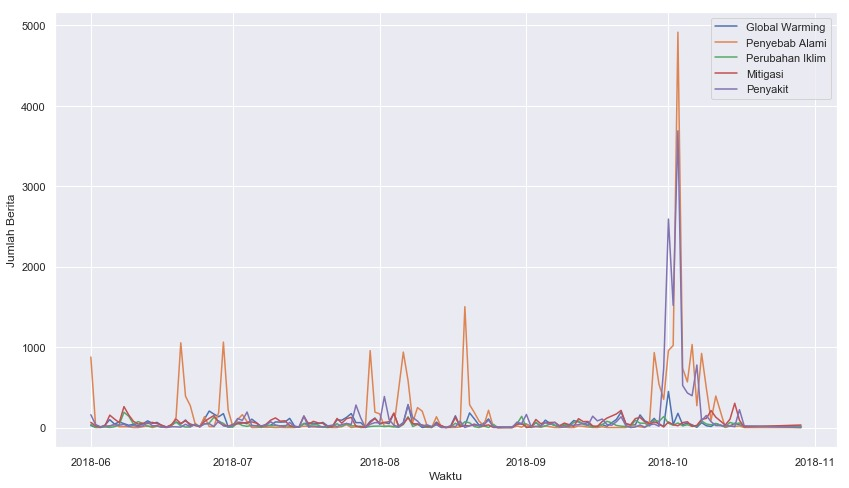 5000
4000
3000
2000
1000
0
Jumlah Berita
Global Warming
Penyebab Alami
Perubahan Iklim
Mitigasi
Penyakit
2018-06
2018-07
2018-08
2018-09
2018-10
2018-11
Waktu